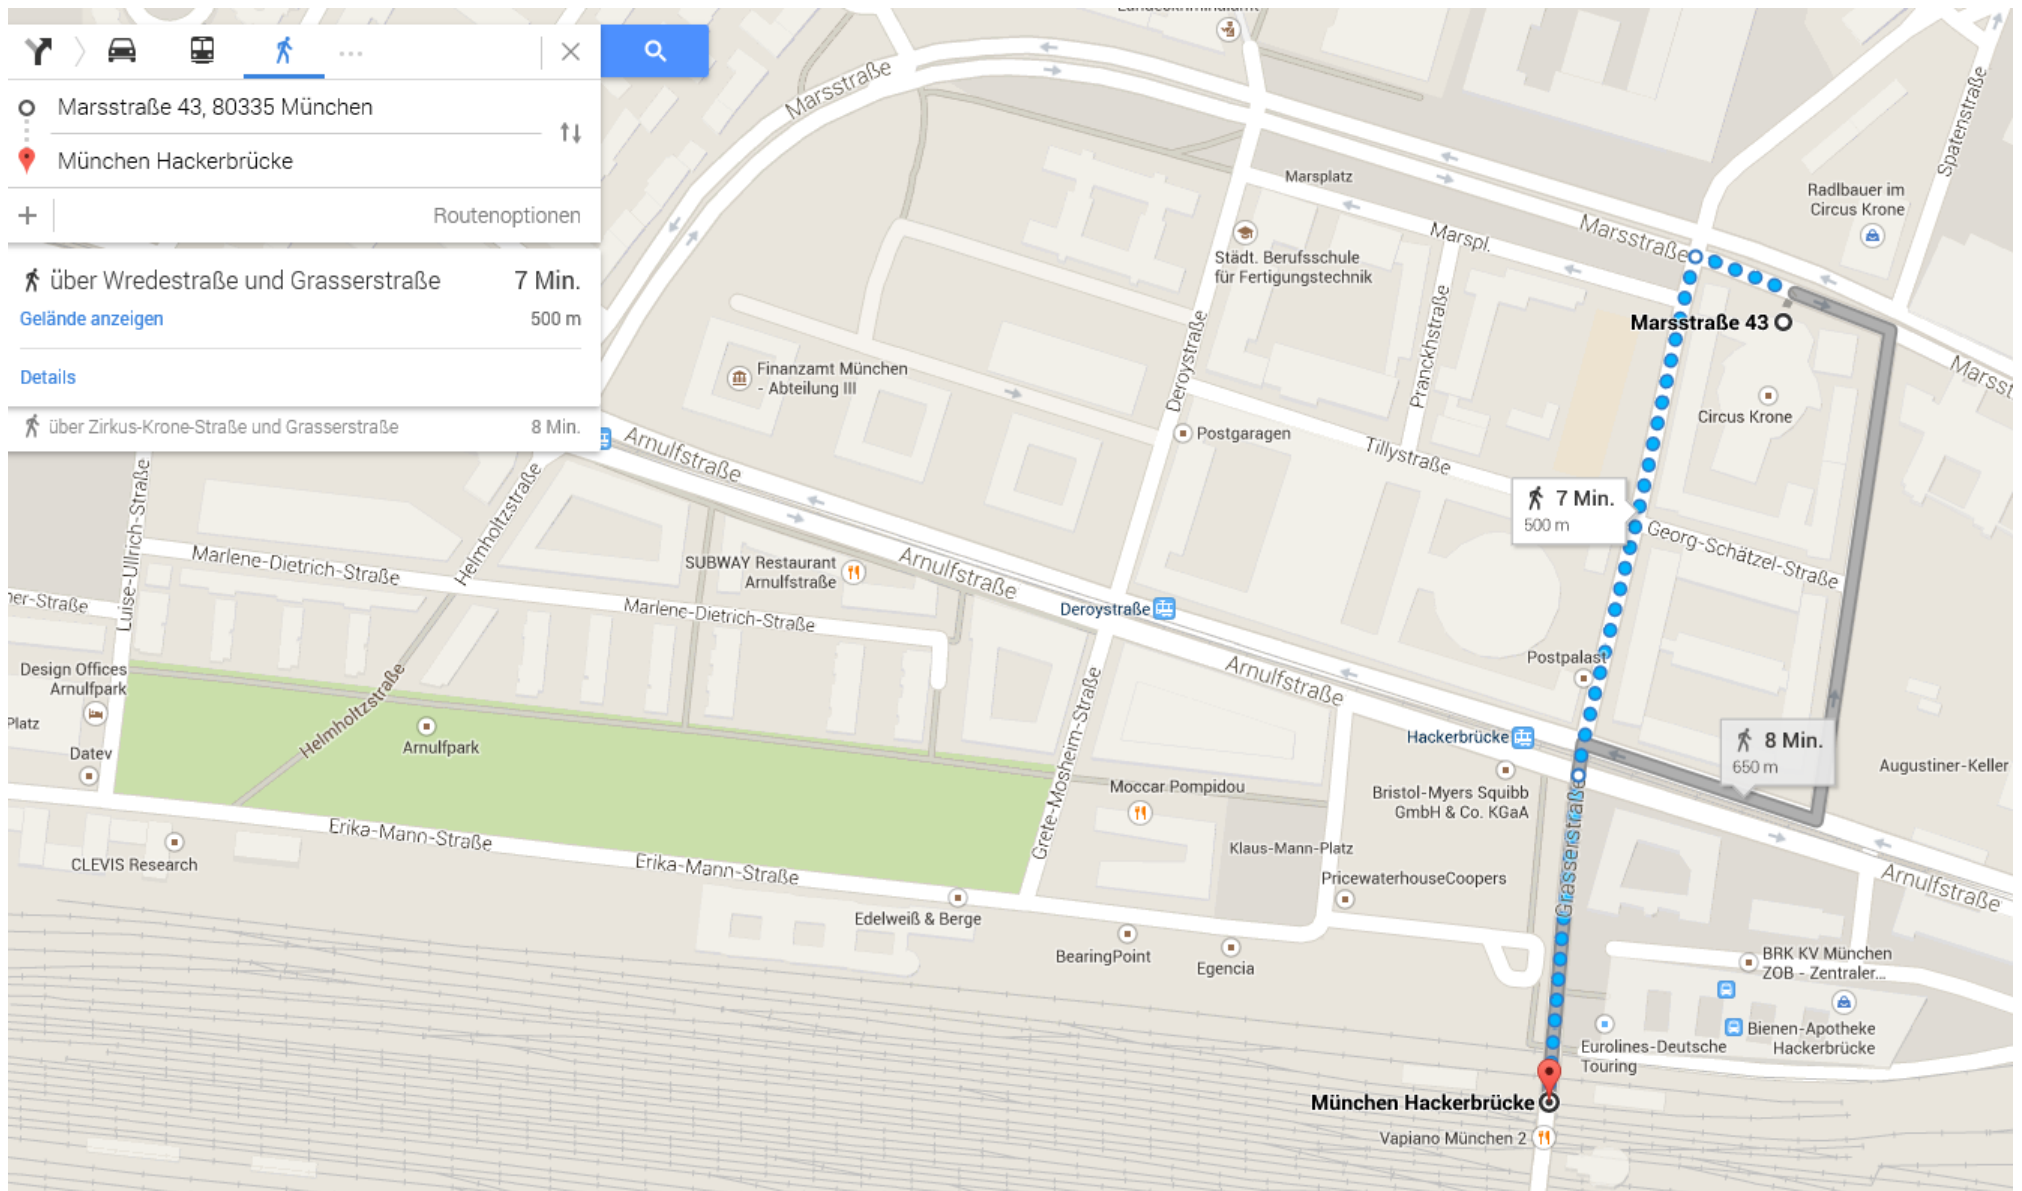 Marsstraße 43, 80335 München
München Hackerbrücke
Routenoptionen
über Wredestraße und Grasserstraße
7 Min.
Gelände anzeigen
500 m
Details
über Zirkus-Krone-Straße und Grasserstraße
8 Min.
Marsstraße
Marsplatz
Städt. Berufsschule
für Fertigungstechnik
Marspl.
Marsstraße
Radlbauer im
Circus Krone
Spatenstraße
Marsstraße 43
Circus Krone
Pranckhstraße
Deroystraße
Finanzamt München
- Abteilung III
Postgaragen
Tillystraße
7 Min.
500 m
Georg-Schätzel-Straße
Arnulfstraße
Luise-Ullrich-Straße
Helmholtzstraße
Marlene-Dietrich-Straße
SUBWAY Restaurant
Arnulfstraße
Arnulfstraße
Marlene-Dietrich-Straße
Deroystraße
Arnulfstraße
Postpalast
Design Offices
Arnulfpark
Platz
Datev
Helmholtzstraße
Arnulfpark
Grete-Mosheim-Straße
Hackerbrücke
8 Min.
650 m
Augustiner-Keller
Moccar Pompidou
Bristol-Myers Squibb
GmbH & Co. KGaA
Erika-Mann-Straße
CLEVIS Research
Erika-Mann-Straße
Klaus-Mann-Platz
PricewaterhouseCoopers
Grasserstraße
Arnulfstraße
Edelweiß & Berge
BearingPoint
Egencia
BRK KV München
ZOB - Zentraler...
Bienen-Apotheke
Hackerbrücke
Eurolines-Deutsche
Touring
München Hackerbrücke
Vapiano München 2